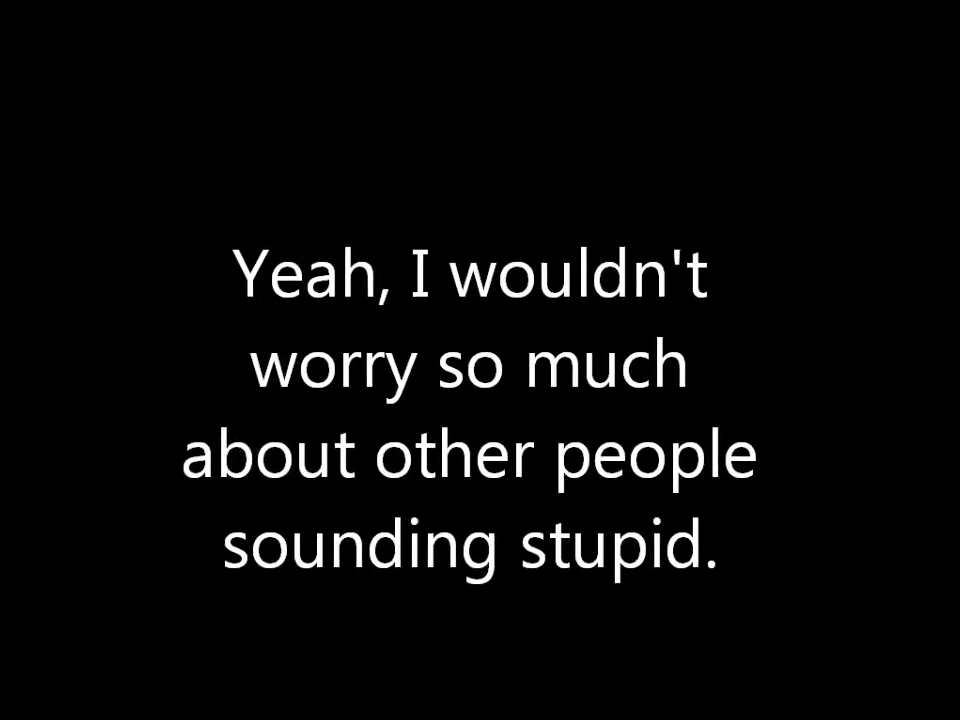 Yeah, I wouldn't
worry so much
about other people
sounding stupid.